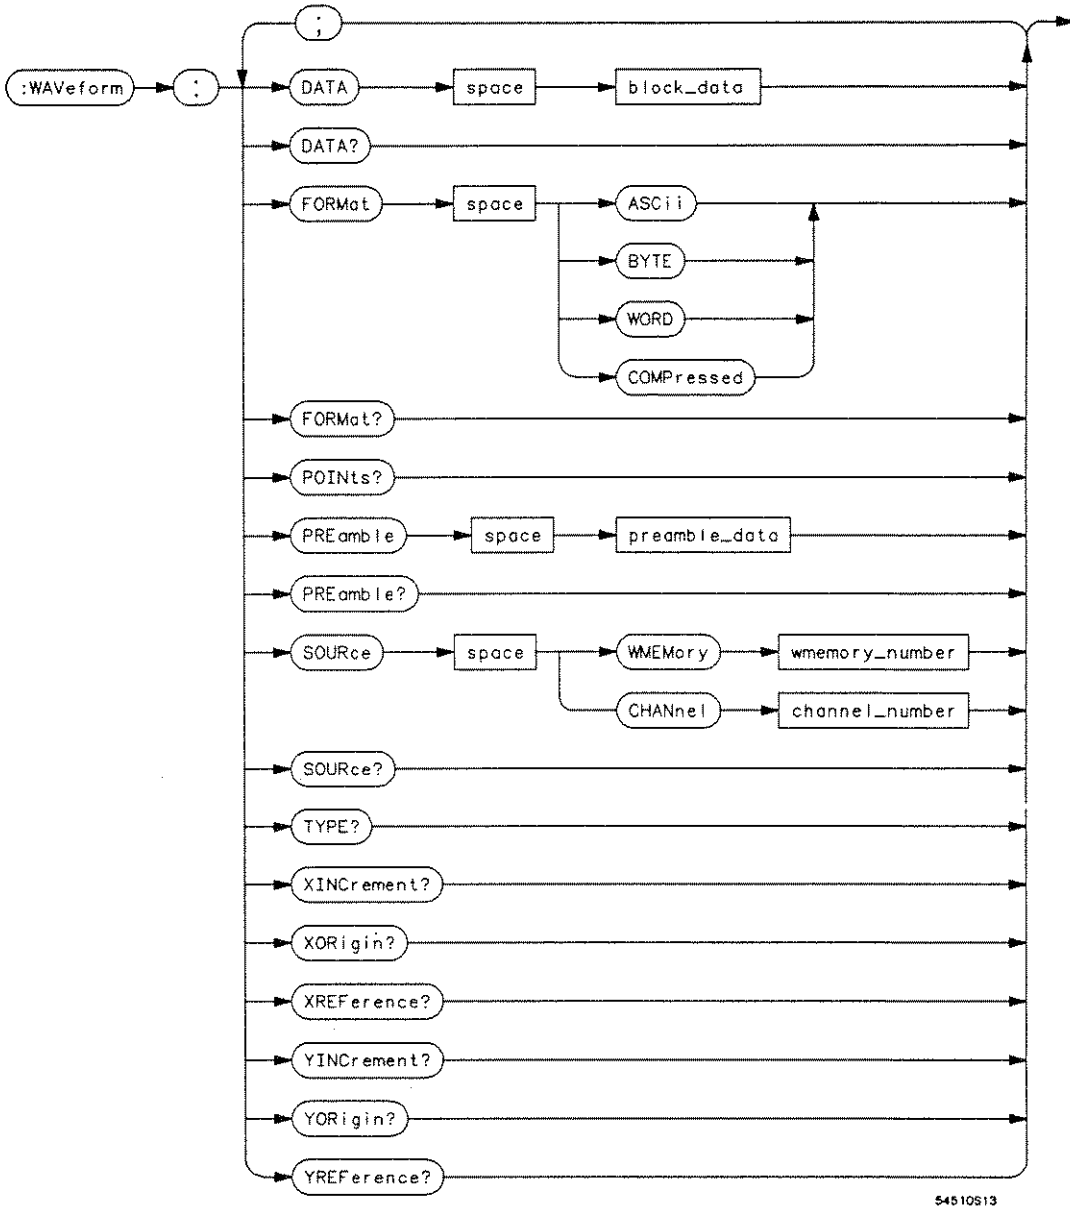 ;
:WAVeform : DATA space block_data
DATA?
FORMat space ASCii
BYTE
WORD
COMPressed
FORMat?
POINts?
PREamble space preamble_data
PREamble?
SOURce space WMEMory wmemory_number
CHANnel channel_number
SOURce?
TYPE?
XINCrement?
XORigin?
XREFerence?
YINCrement?
YORigin?
YREFerence?
54510S13